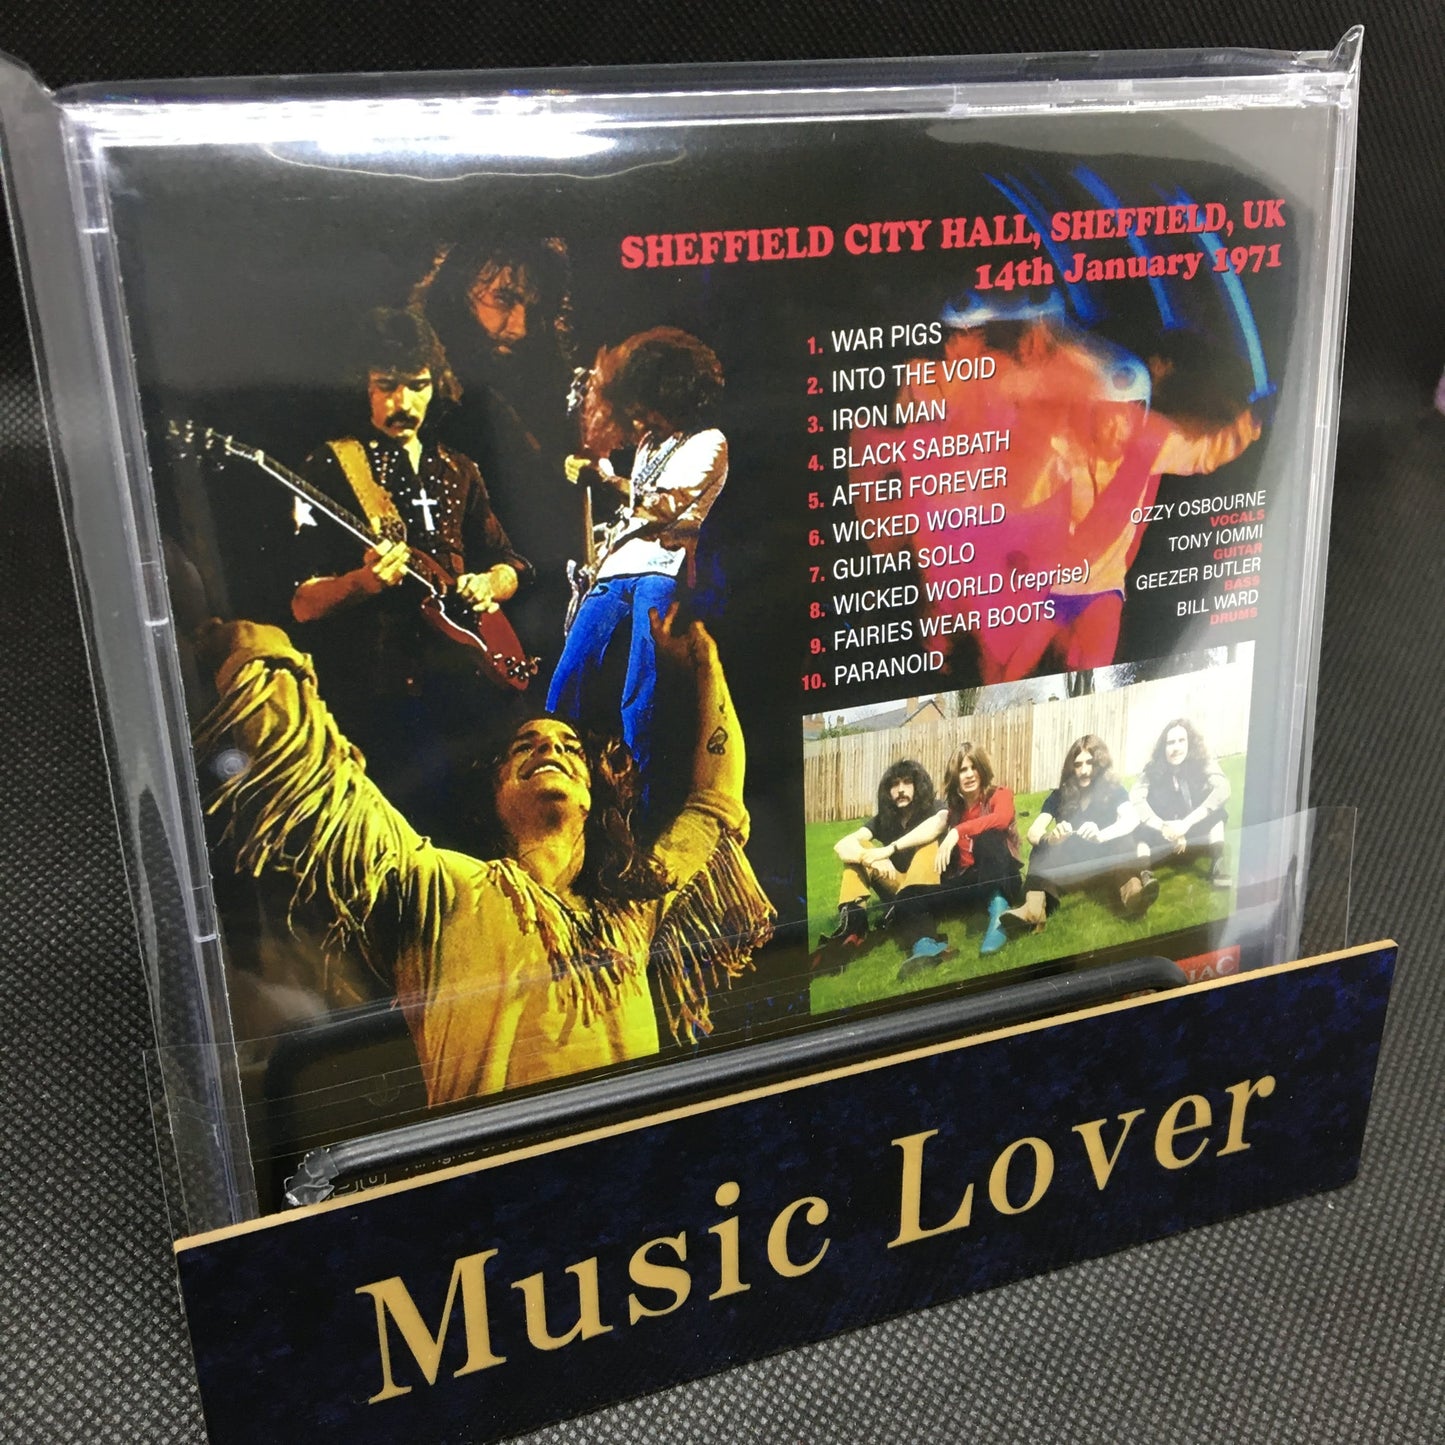 SHEFFIELD CITY HALL, SHEFFIELD, UK
14th January 1971
1. WAR PIGS
2. INTO THE VOID
3. IRON MAN
4. BLACK SABBATH
5. AFTER FOREVER
6. WICKED WORLD
7. GUITAR SOLO
8. WICKED WORLD (reprise)
9. FAIRIES WEAR BOOTS
10. PARANOID
OZZY OSBOURNE
VOCALS
TONY IOMMI
GUITAR
GEEZER BUTLER
BASS
BILL WARD
DRUMS
Music Lover